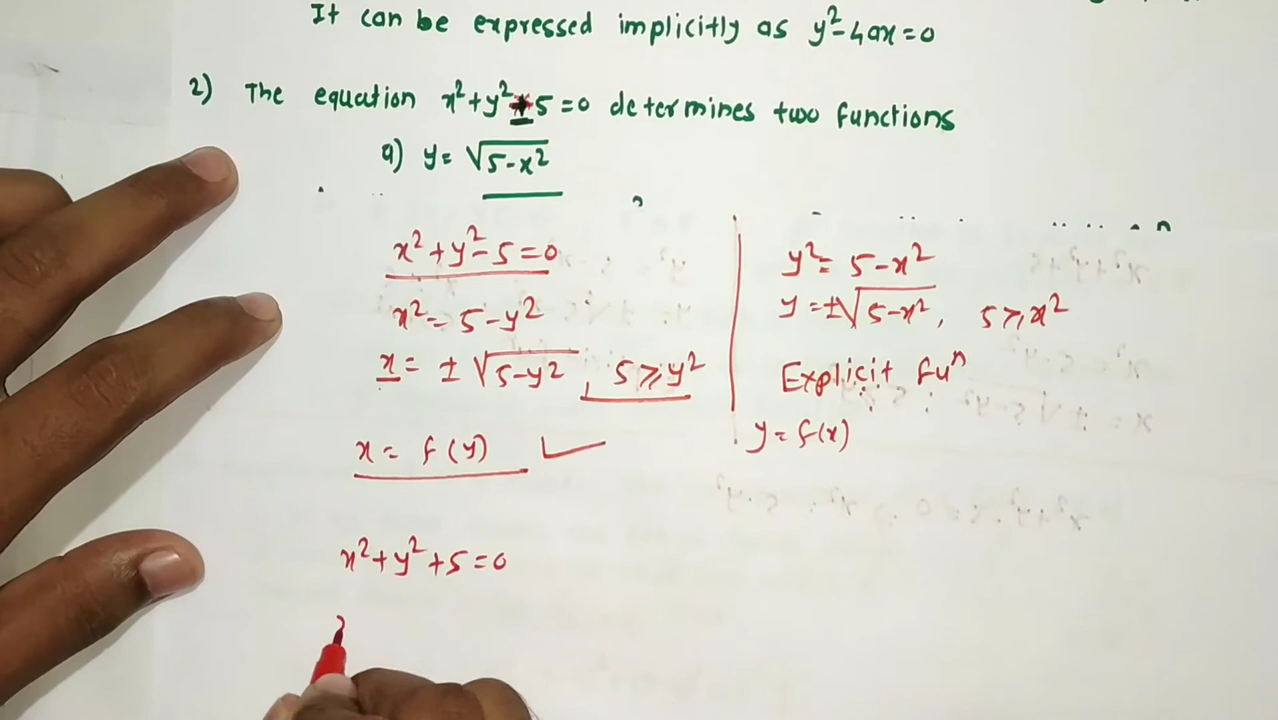 It can be expressed implicitly as y²-4ax=0
2) The equation x²+y²+5=0 determines two functions
a) y= √5-x²
x²+y²-5=0
x²= 5-y²
x= ± √5-y² , 5⩾y²
x = f(y) ✓
y²= 5-x²
y=±√5-x², 5⩾x²
Explicit fuⁿ
y=f(x)
x²+y²+5=0